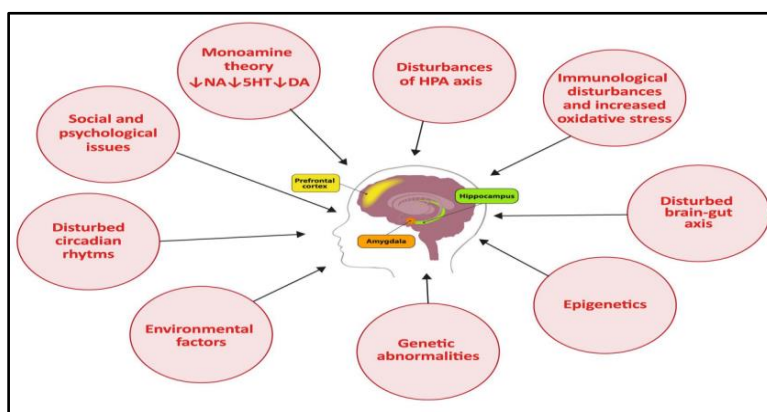 Monoamine theory
↓NA↓5HT↓DA
Disturbances
of HPA axis
Immunological
disturbances
and increased
oxidative stress
Social and
psychological
issues
Prefrontal
cortex
Hippocampus
Amygdala
Disturbed
brain-gut
axis
Disturbed
circadian
rhytms
Epigenetics
Environmental
factors
Genetic
abnormalities